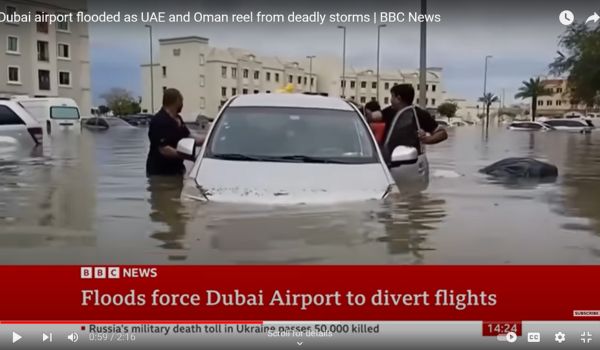 Dubai airport flooded as UAE and Oman reel from deadly storms | BBC News
BBC NEWS
Floods force Dubai Airport to divert flights
SUBSCRIBE
Russia's military death toll in Ukraine passes 50,000 killed
14:24
0:59 / 2:16
Scroll for details
CC